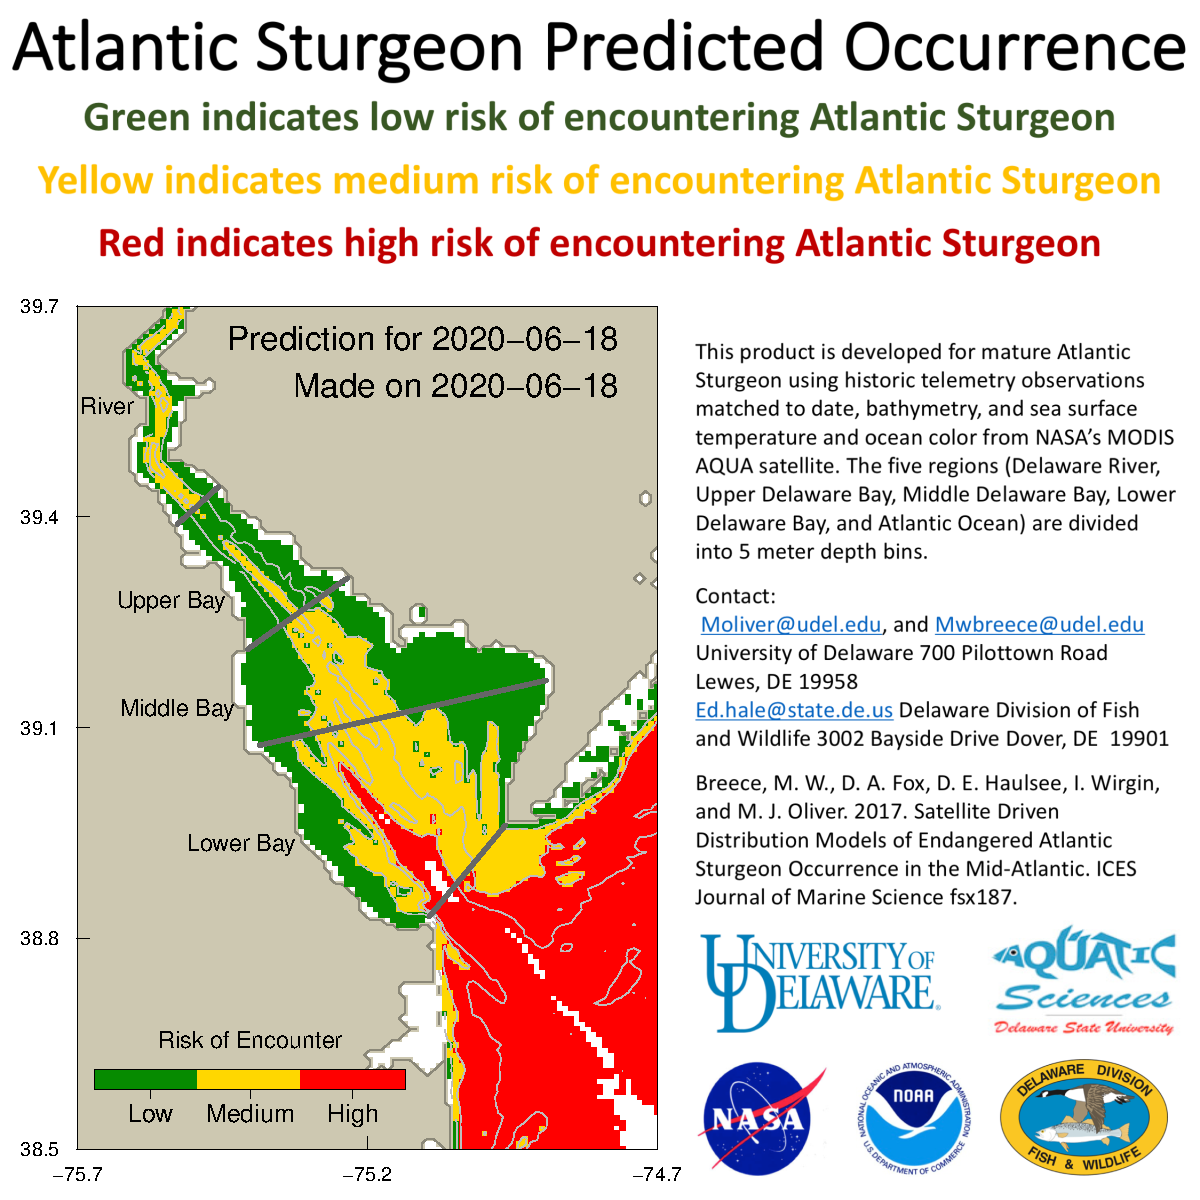 Atlantic Sturgeon Predicted Occurrence
Green indicates low risk of encountering Atlantic Sturgeon
Yellow indicates medium risk of encountering Atlantic Sturgeon
Red indicates high risk of encountering Atlantic Sturgeon
39.7
Prediction for 2020−06−18
Made on 2020−06−18
River
39.4
Upper Bay
Middle Bay
39.1
Lower Bay
38.8
Risk of Encounter
Low Medium High
38.5
−75.7 −75.2 −74.7
This product is developed for mature Atlantic
Sturgeon using historic telemetry observations
matched to date, bathymetry, and sea surface
temperature and ocean color from NASA's MODIS
AQUA satellite. The five regions (Delaware River,
Upper Delaware Bay, Middle Delaware Bay, Lower
Delaware Bay, and Atlantic Ocean) are divided
into 5 meter depth bins.
Contact:
Moliver@udel.edu, and Mwbreece@udel.edu
University of Delaware 700 Pilottown Road
Lewes, DE 19958
Ed.hale@state.de.us Delaware Division of Fish
and Wildlife 3002 Bayside Drive Dover, DE 19901
Breece, M. W., D. A. Fox, D. E. Haulsee, I. Wirgin,
and M. J. Oliver. 2017. Satellite Driven
Distribution Models of Endangered Atlantic
Sturgeon Occurrence in the Mid-Atlantic. ICES
Journal of Marine Science fsx187.
UNIVERSITY OF
DELAWARE®
AQUATIC
Sciences
Delaware State University
NASA
NATIONAL OCEANIC AND ATMOSPHERIC ADMINISTRATION
NOAA
U.S. DEPARTMENT OF COMMERCE
DELAWARE DIVISION
FISH & WILDLIFE